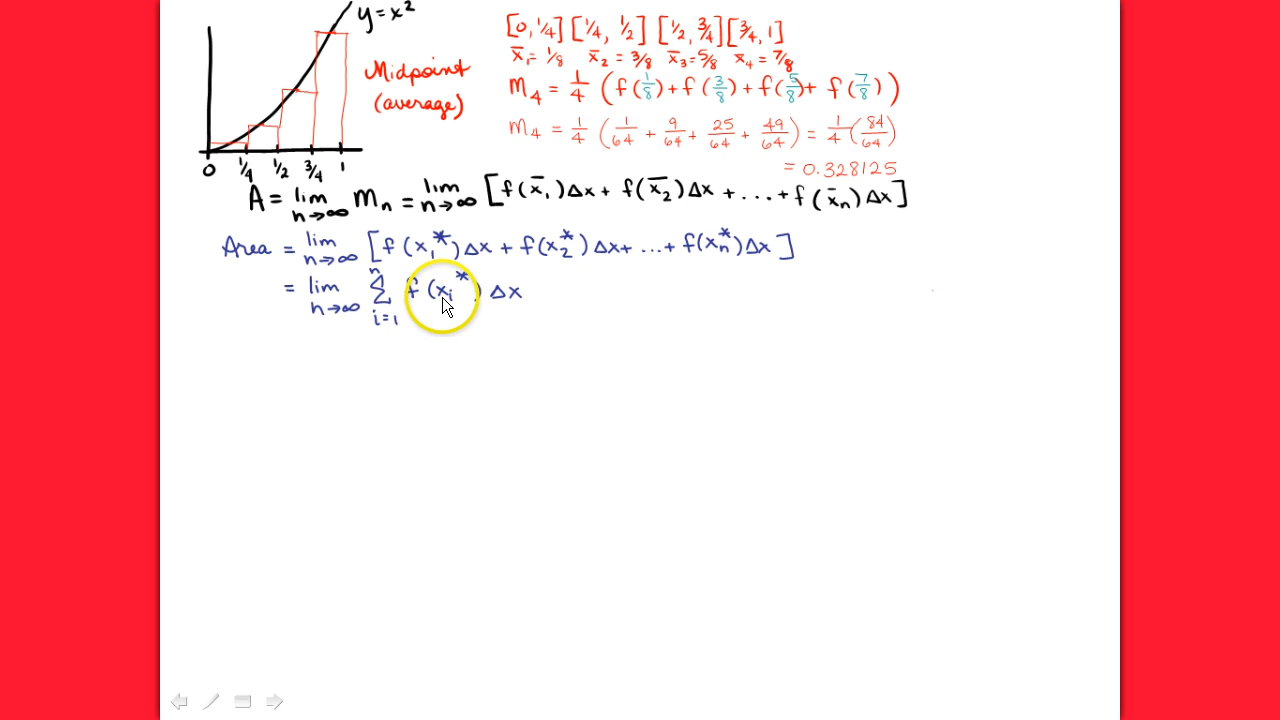 y = x²
Midpoint
(average)
0 1/4 1/2 3/4 1
[0, 1/4] [1/4, 1/2] [1/2, 3/4] [3/4, 1]
x̄₁ = 1/8 x̄₂ = 3/8 x̄₃ = 5/8 x̄₄ = 7/8
M₄ = 1/4 (f(1/8) + f(3/8) + f(5/8) + f(7/8))
M₄ = 1/4 (1/64 + 9/64 + 25/64 + 49/64) = 1/4 (84/64)
= 0.328125
A = lim n→∞ Mn = lim n→∞ [f(x̄₁)Δx + f(x̄₂)Δx + ... + f(x̄n)Δx]
Area = lim n→∞ [f(x₁*)Δx + f(x₂*)Δx + ... + f(xn*)Δx]
= lim n→∞ Σ i=1 n f(xi*) Δx